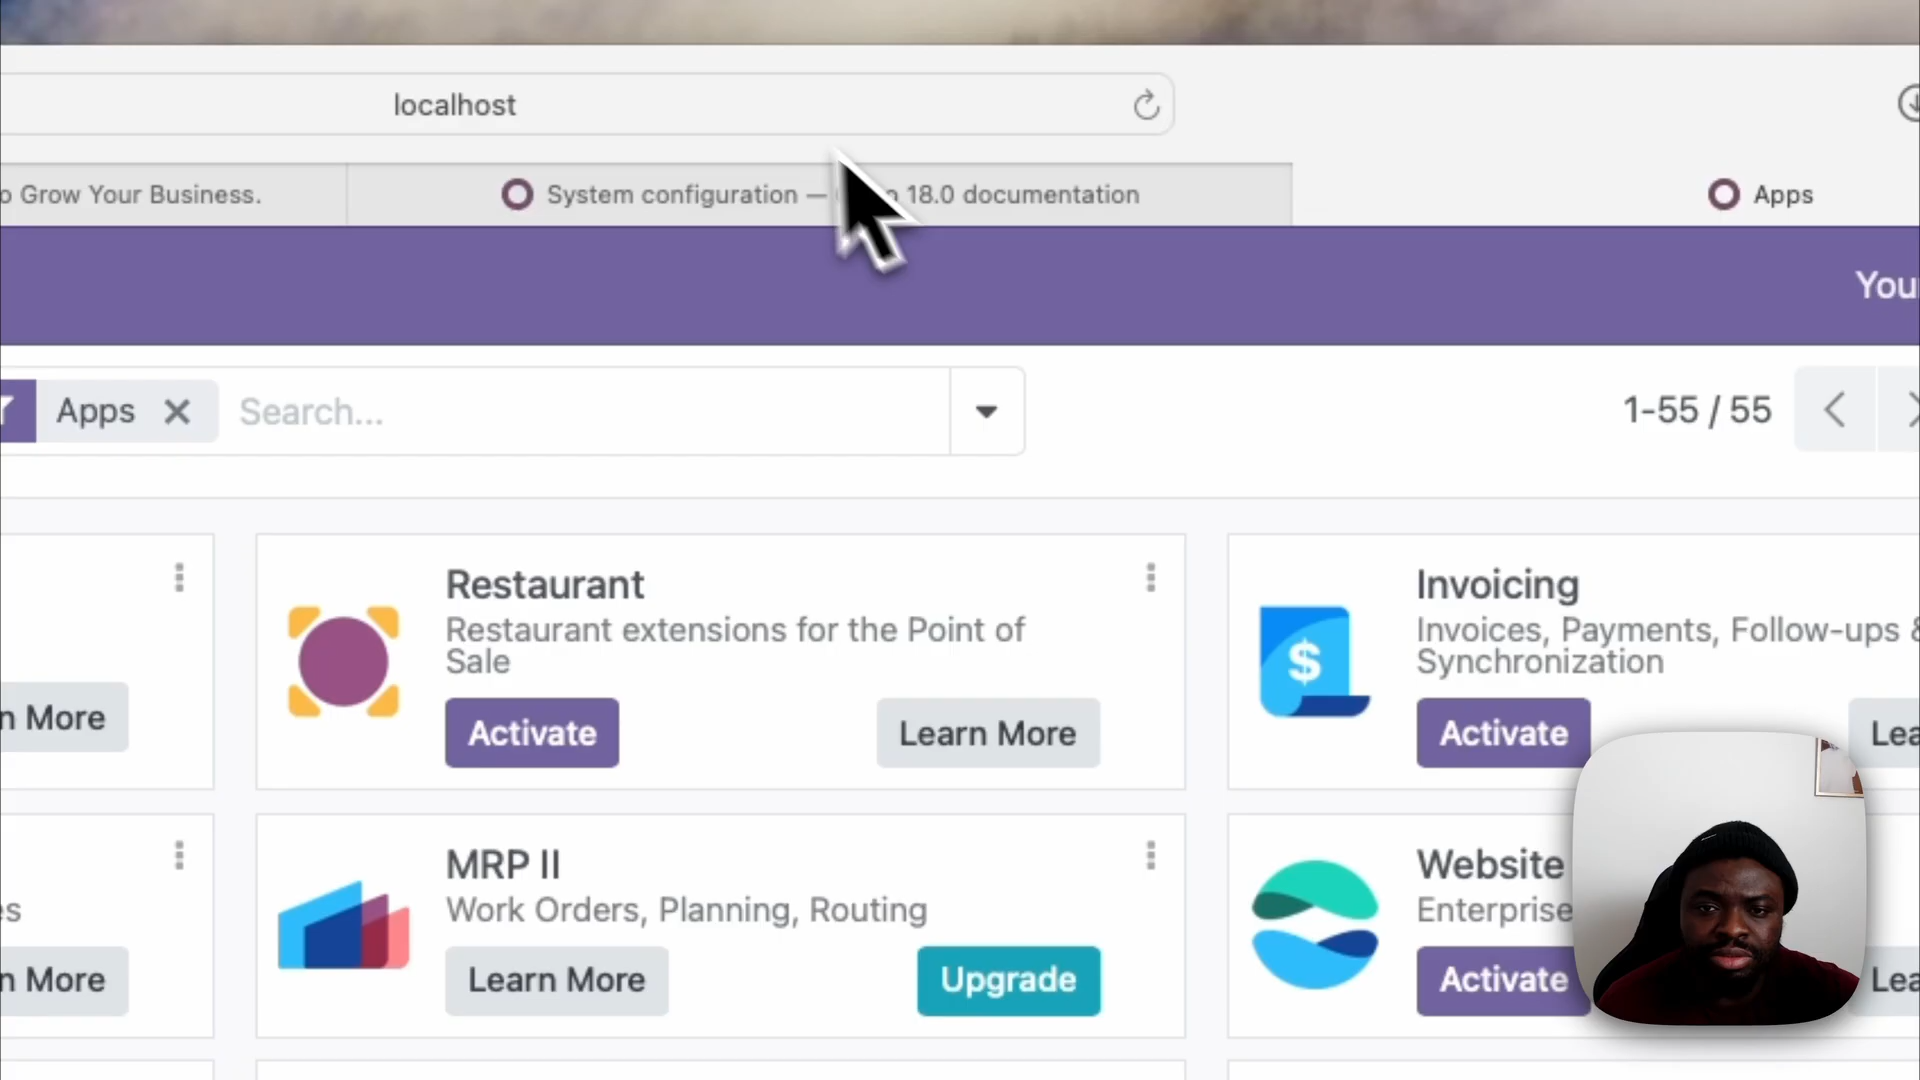 localhost
o Grow Your Business.
System configuration — o 18.0 documentation
Apps
You
Apps
Search...
1-55 / 55
Restaurant
Restaurant extensions for the Point of
Sale
Activate
Learn More
Invoicing
Invoices, Payments, Follow-ups &
Synchronization
Activate
Lea
n More
MRP II
Work Orders, Planning, Routing
Learn More
Upgrade
Website
Enterprise
Activate
Lea
es
n More